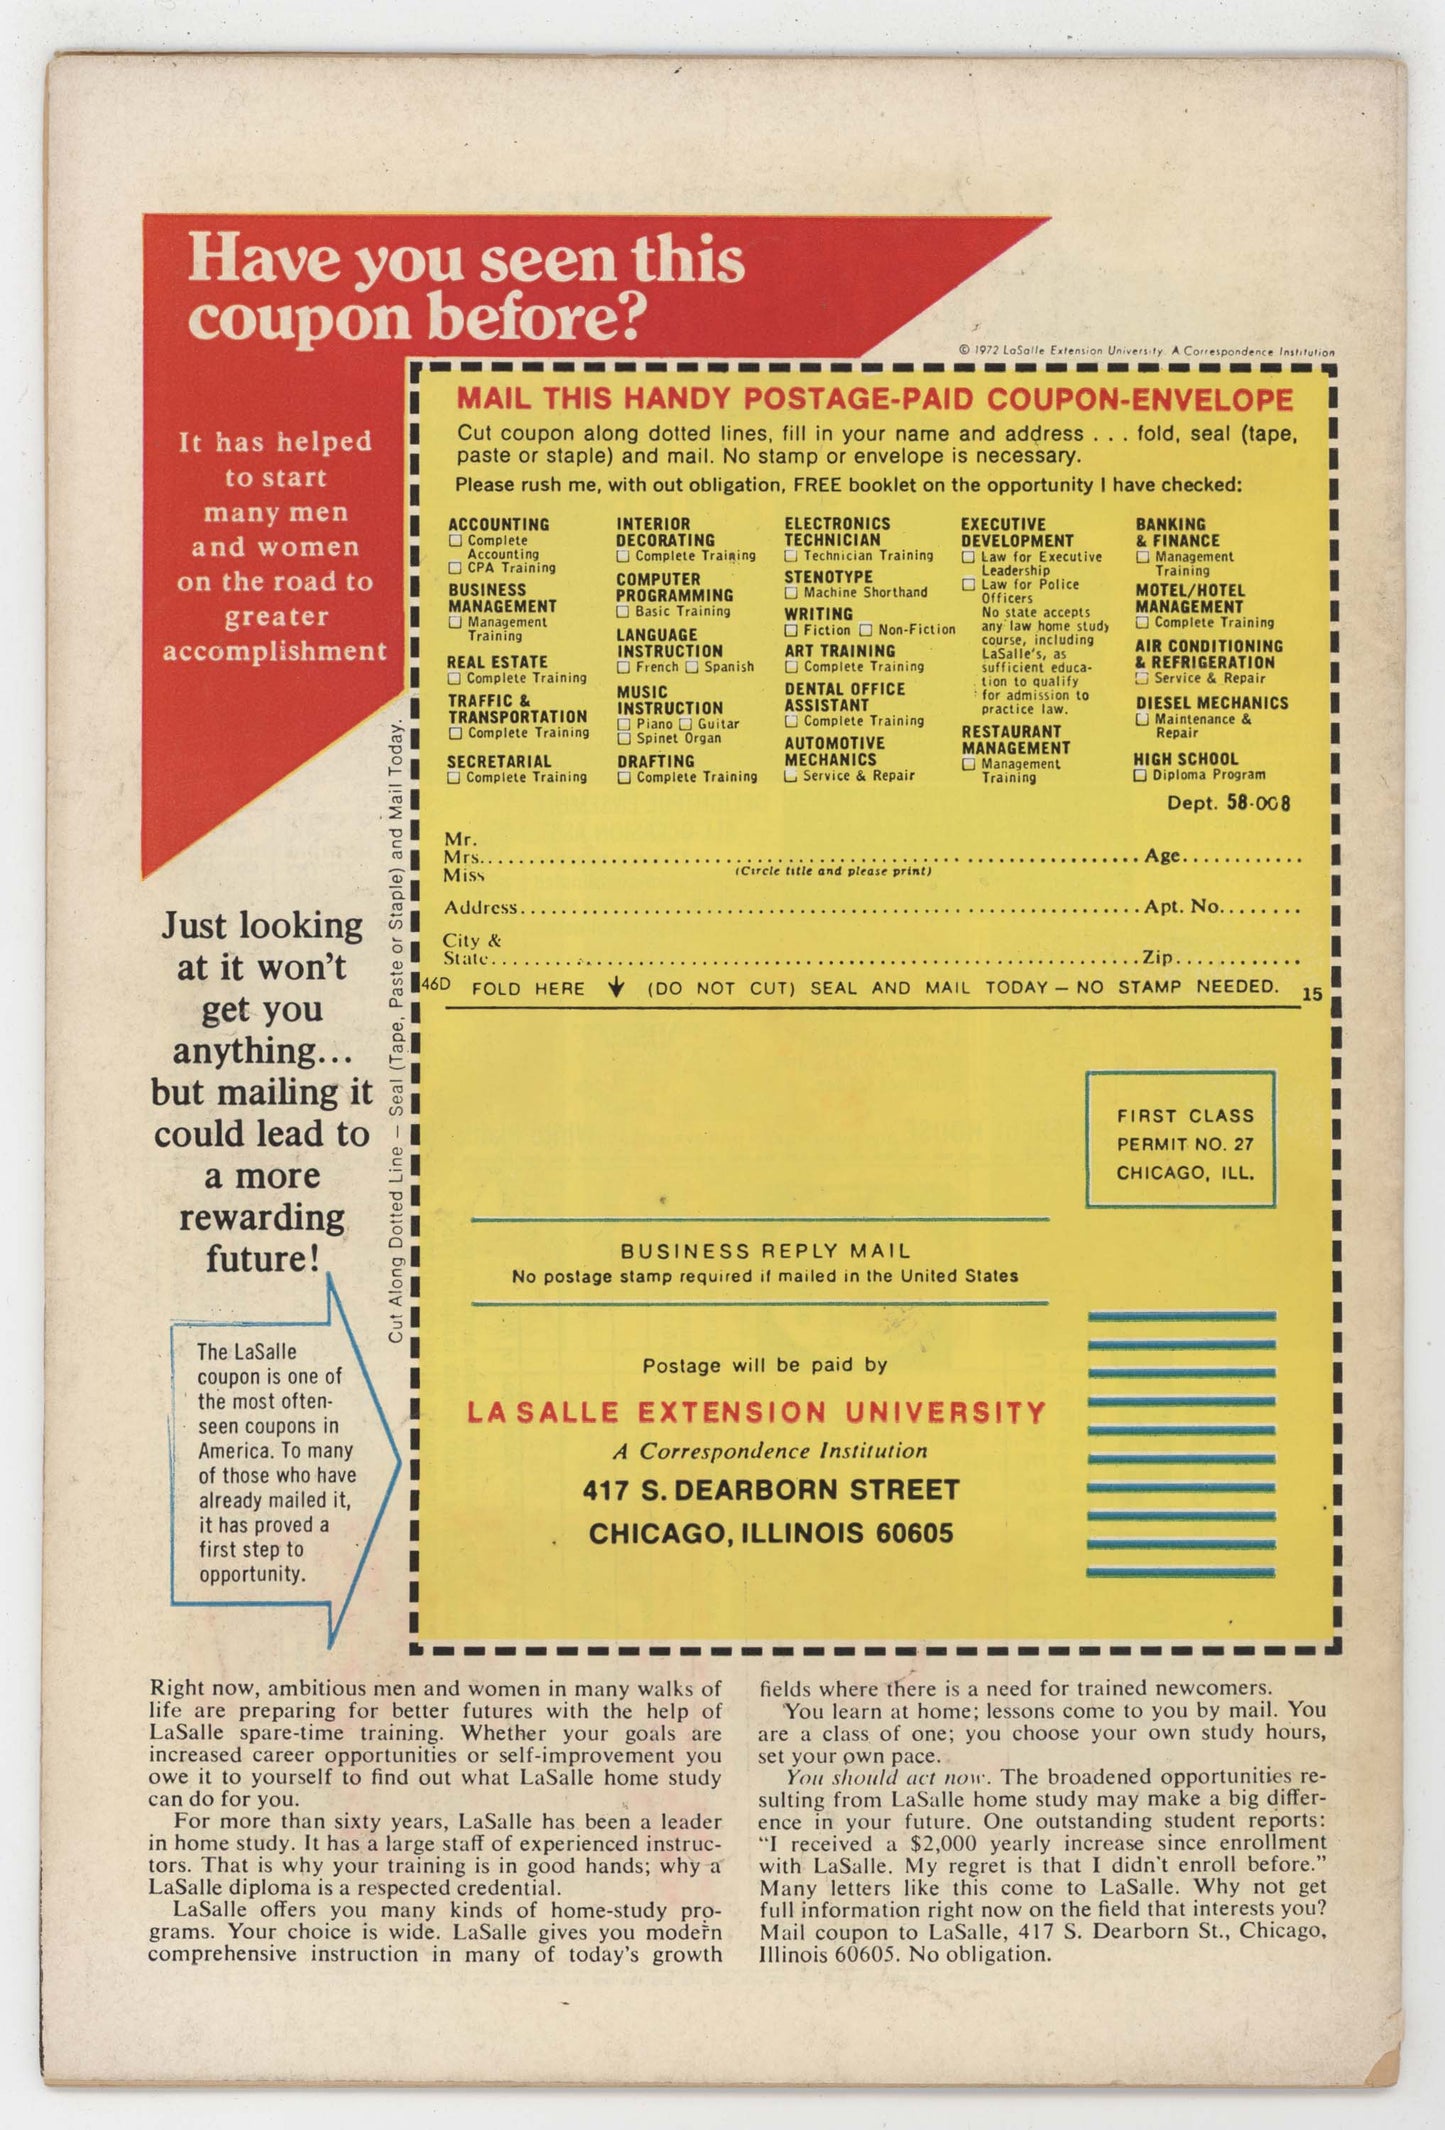 Have you seen this
coupon before?
It has helped
to start
many men
and women
on the road to
greater
accomplishment
© 1972 LaSalle Extension University. A Correspondence Institution
MAIL THIS HANDY POSTAGE-PAID COUPON-ENVELOPE
Cut coupon along dotted lines, fill in your name and address . . . fold, seal (tape,
paste or staple) and mail. No stamp or envelope is necessary.
Please rush me, with out obligation, FREE booklet on the opportunity I have checked:
ACCOUNTING
☐ Complete
Accounting
☐ CPA Training
BUSINESS
MANAGEMENT
☐ Management
Training
REAL ESTATE
☐ Complete Training
TRAFFIC &
TRANSPORTATION
☐ Complete Training
SECRETARIAL
☐ Complete Training
INTERIOR
DECORATING
☐ Complete Training
COMPUTER
PROGRAMMING
☐ Basic Training
LANGUAGE
INSTRUCTION
☐ French ☐ Spanish
MUSIC
INSTRUCTION
☐ Piano ☐ Guitar
☐ Spinet Organ
DRAFTING
☐ Complete Training
ELECTRONICS
TECHNICIAN
☐ Technician Training
STENOTYPE
☐ Machine Shorthand
WRITING
☐ Fiction ☐ Non-Fiction
ART TRAINING
☐ Complete Training
DENTAL OFFICE
ASSISTANT
☐ Complete Training
AUTOMOTIVE
MECHANICS
☐ Service & Repair
EXECUTIVE
DEVELOPMENT
☐ Law for Executive
Leadership
☐ Law for Police
Officers
No state accepts
any law home study
course, including
LaSalle's, as
sufficient educa-
tion to qualify
for admission to
practice law.
RESTAURANT
MANAGEMENT
☐ Management
Training
BANKING
& FINANCE
☐ Management
Training
MOTEL/HOTEL
MANAGEMENT
☐ Complete Training
AIR CONDITIONING
& REFRIGERATION
☐ Service & Repair
DIESEL MECHANICS
☐ Maintenance &
Repair
HIGH SCHOOL
☐ Diploma Program
Dept. 58-008
Mr.
Mrs. Age
Miss (Circle title and please print)
Address Apt. No.
City &
State Zip
46D FOLD HERE ↓ (DO NOT CUT) SEAL AND MAIL TODAY — NO STAMP NEEDED. 15
Cut Along Dotted Line — Seal (Tape, Paste or Staple) and Mail Today.
Just looking
at it won't
get you
anything...
but mailing it
could lead to
a more
rewarding
future!
The LaSalle
coupon is one of
the most often-
seen coupons in
America. To many
of those who have
already mailed it,
it has proved a
first step to
opportunity.
FIRST CLASS
PERMIT NO. 27
CHICAGO, ILL.
BUSINESS REPLY MAIL
No postage stamp required if mailed in the United States
Postage will be paid by
LA SALLE EXTENSION UNIVERSITY
A Correspondence Institution
417 S. DEARBORN STREET
CHICAGO, ILLINOIS 60605
Right now, ambitious men and women in many walks of
life are preparing for better futures with the help of
LaSalle spare-time training. Whether your goals are
increased career opportunities or self-improvement you
owe it to yourself to find out what LaSalle home study
can do for you.
For more than sixty years, LaSalle has been a leader
in home study. It has a large staff of experienced instruc-
tors. That is why your training is in good hands; why a
LaSalle diploma is a respected credential.
LaSalle offers you many kinds of home-study pro-
grams. Your choice is wide. LaSalle gives you modern
comprehensive instruction in many of today's growth
fields where there is a need for trained newcomers.
You learn at home; lessons come to you by mail. You
are a class of one; you choose your own study hours,
set your own pace.
You should act now. The broadened opportunities re-
sulting from LaSalle home study may make a big differ-
ence in your future. One outstanding student reports:
“I received a $2,000 yearly increase since enrollment
with LaSalle. My regret is that I didn't enroll before.”
Many letters like this come to LaSalle. Why not get
full information right now on the field that interests you?
Mail coupon to LaSalle, 417 S. Dearborn St., Chicago,
Illinois 60605. No obligation.